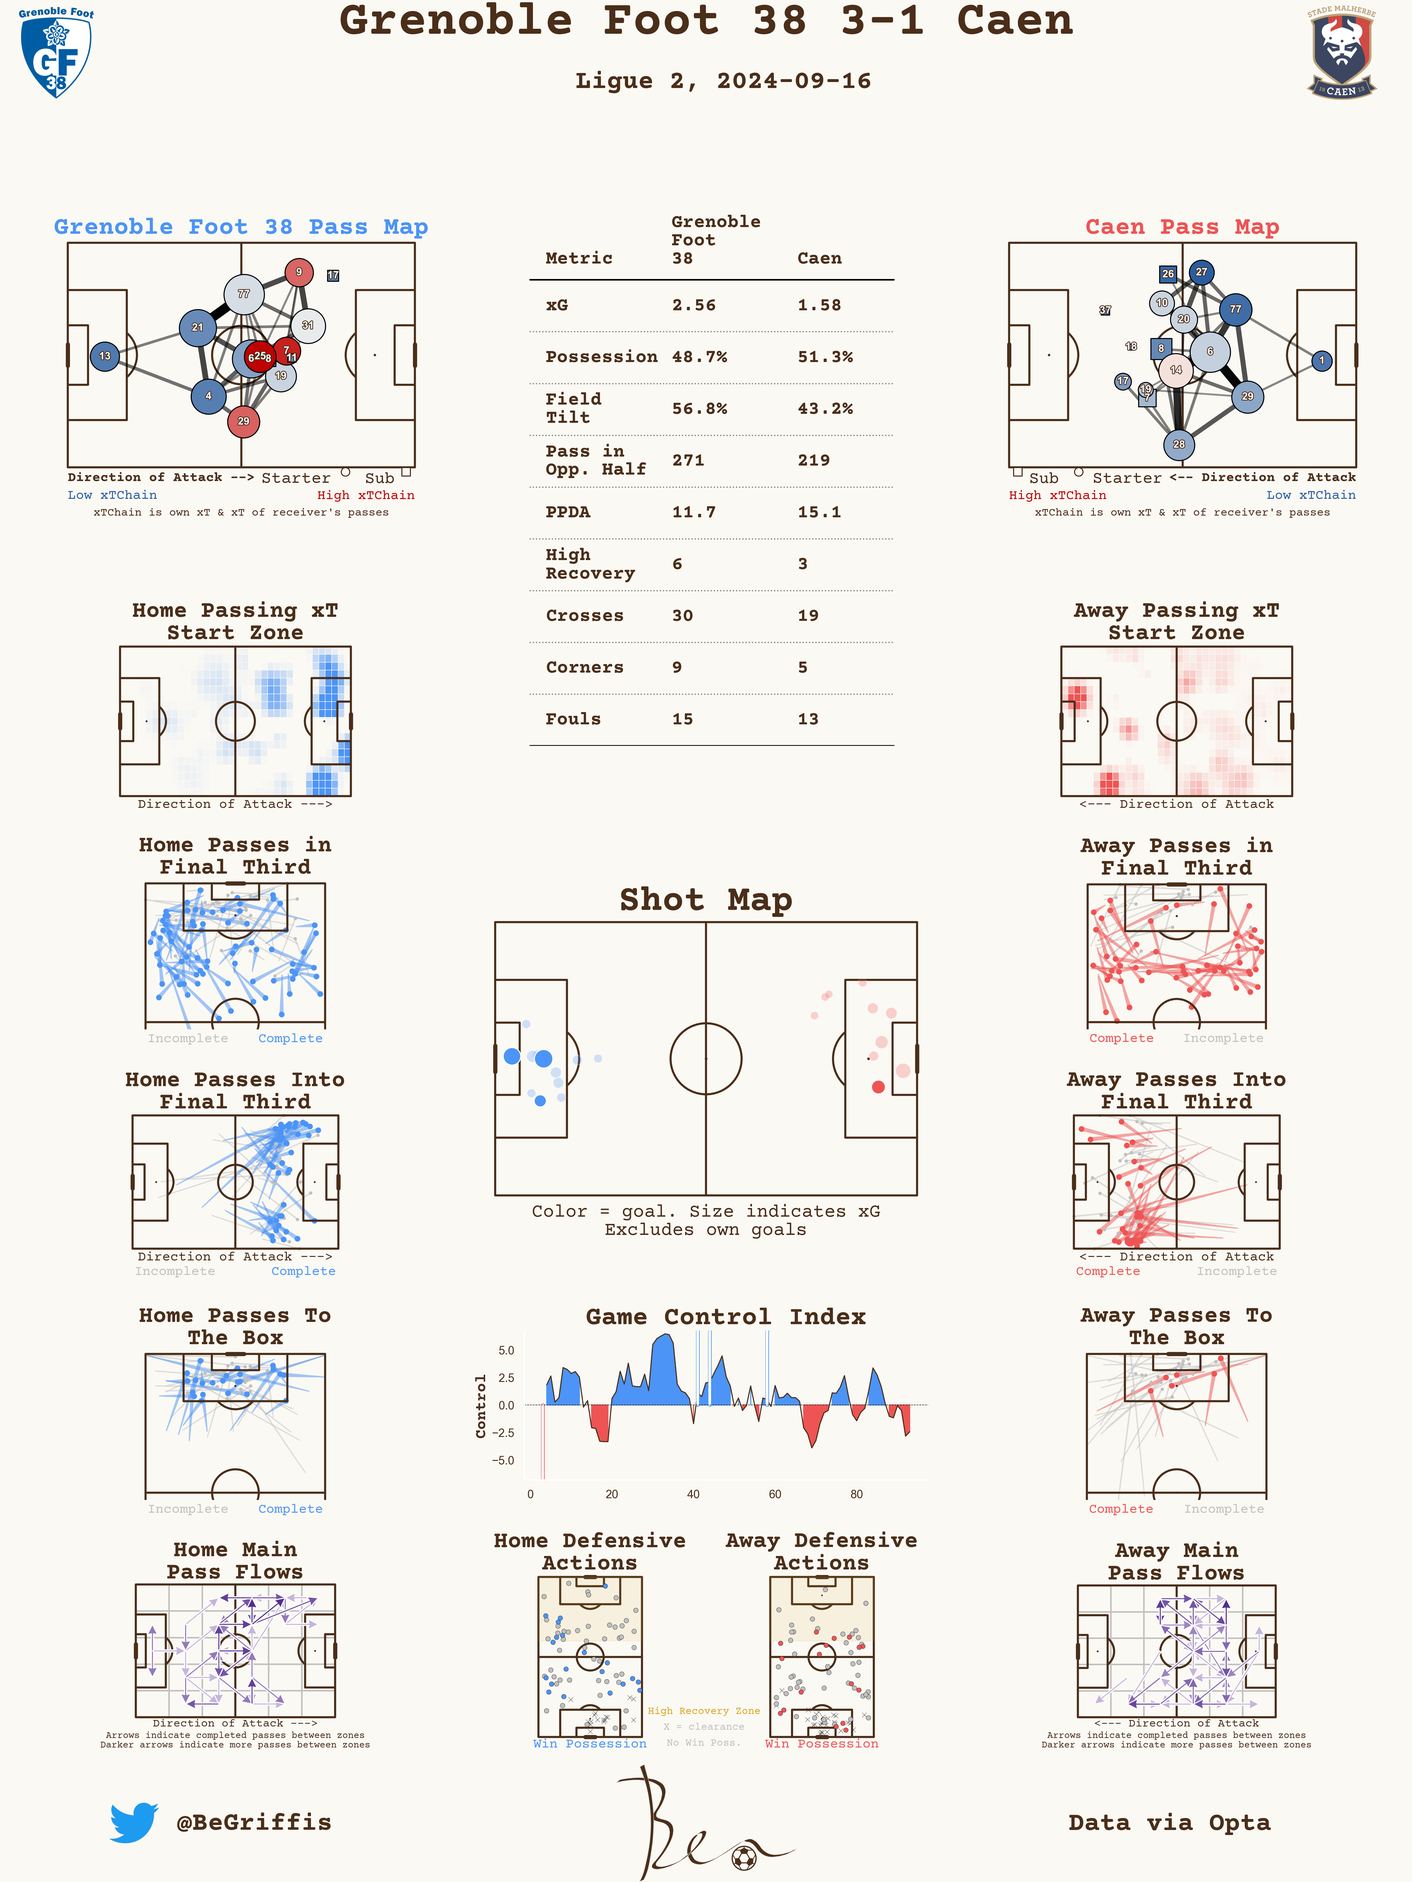 Grenoble Foot 38 3-1 Caen
Ligue 2, 2024-09-16
Grenoble Foot
GF
38
STADE MALHERBE
19 CAEN 13
Grenoble Foot 38 Pass Map
9
17
77
21
31
13
6
25
8
7
11
19
4
29
Direction of Attack --> Starter Sub
Low xTChain High xTChain
xTChain is own xT & xT of receiver's passes
Metric Grenoble Foot 38 Caen
xG 2.56 1.58
Possession 48.7% 51.3%
Field Tilt 56.8% 43.2%
Pass in Opp. Half 271 219
PPDA 11.7 15.1
High Recovery 6 3
Crosses 30 19
Corners 9 5
Fouls 15 13
Caen Pass Map
26
27
10
37
20
77
18
8
6
14
1
17
19
7
29
28
Sub Starter <-- Direction of Attack
High xTChain Low xTChain
xTChain is own xT & xT of receiver's passes
Home Passing xT
Start Zone
Direction of Attack --->
Away Passing xT
Start Zone
<--- Direction of Attack
Home Passes in
Final Third
Incomplete Complete
Away Passes in
Final Third
Complete Incomplete
Shot Map
Color = goal. Size indicates xG
Excludes own goals
Home Passes Into
Final Third
Direction of Attack --->
Incomplete Complete
Away Passes Into
Final Third
<--- Direction of Attack
Complete Incomplete
Home Passes To
The Box
Incomplete Complete
Game Control Index
Control
5.0
2.5
0.0
−2.5
−5.0
0 20 40 60 80
Away Passes To
The Box
Complete Incomplete
Home Main
Pass Flows
Direction of Attack --->
Arrows indicate completed passes between zones
Darker arrows indicate more passes between zones
Home Defensive
Actions
Win Possession
High Recovery Zone
X = clearance
No Win Poss.
Away Defensive
Actions
Win Possession
Away Main
Pass Flows
<--- Direction of Attack
Arrows indicate completed passes between zones
Darker arrows indicate more passes between zones
@BeGriffis
Ben
Data via Opta